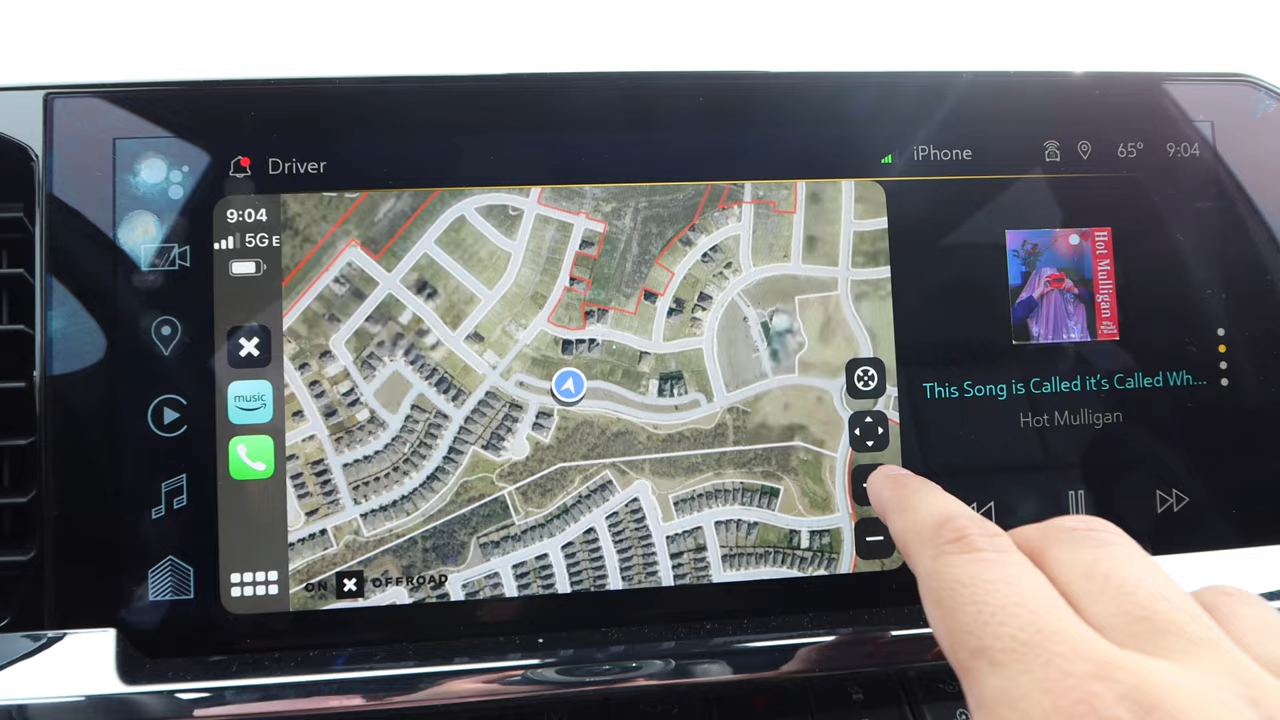 Driver
iPhone
65°
9:04
9:04
5G E
music
ON X OFFROAD
Hot Mulligan
This Song is Called it's Called Wh...
Hot Mulligan